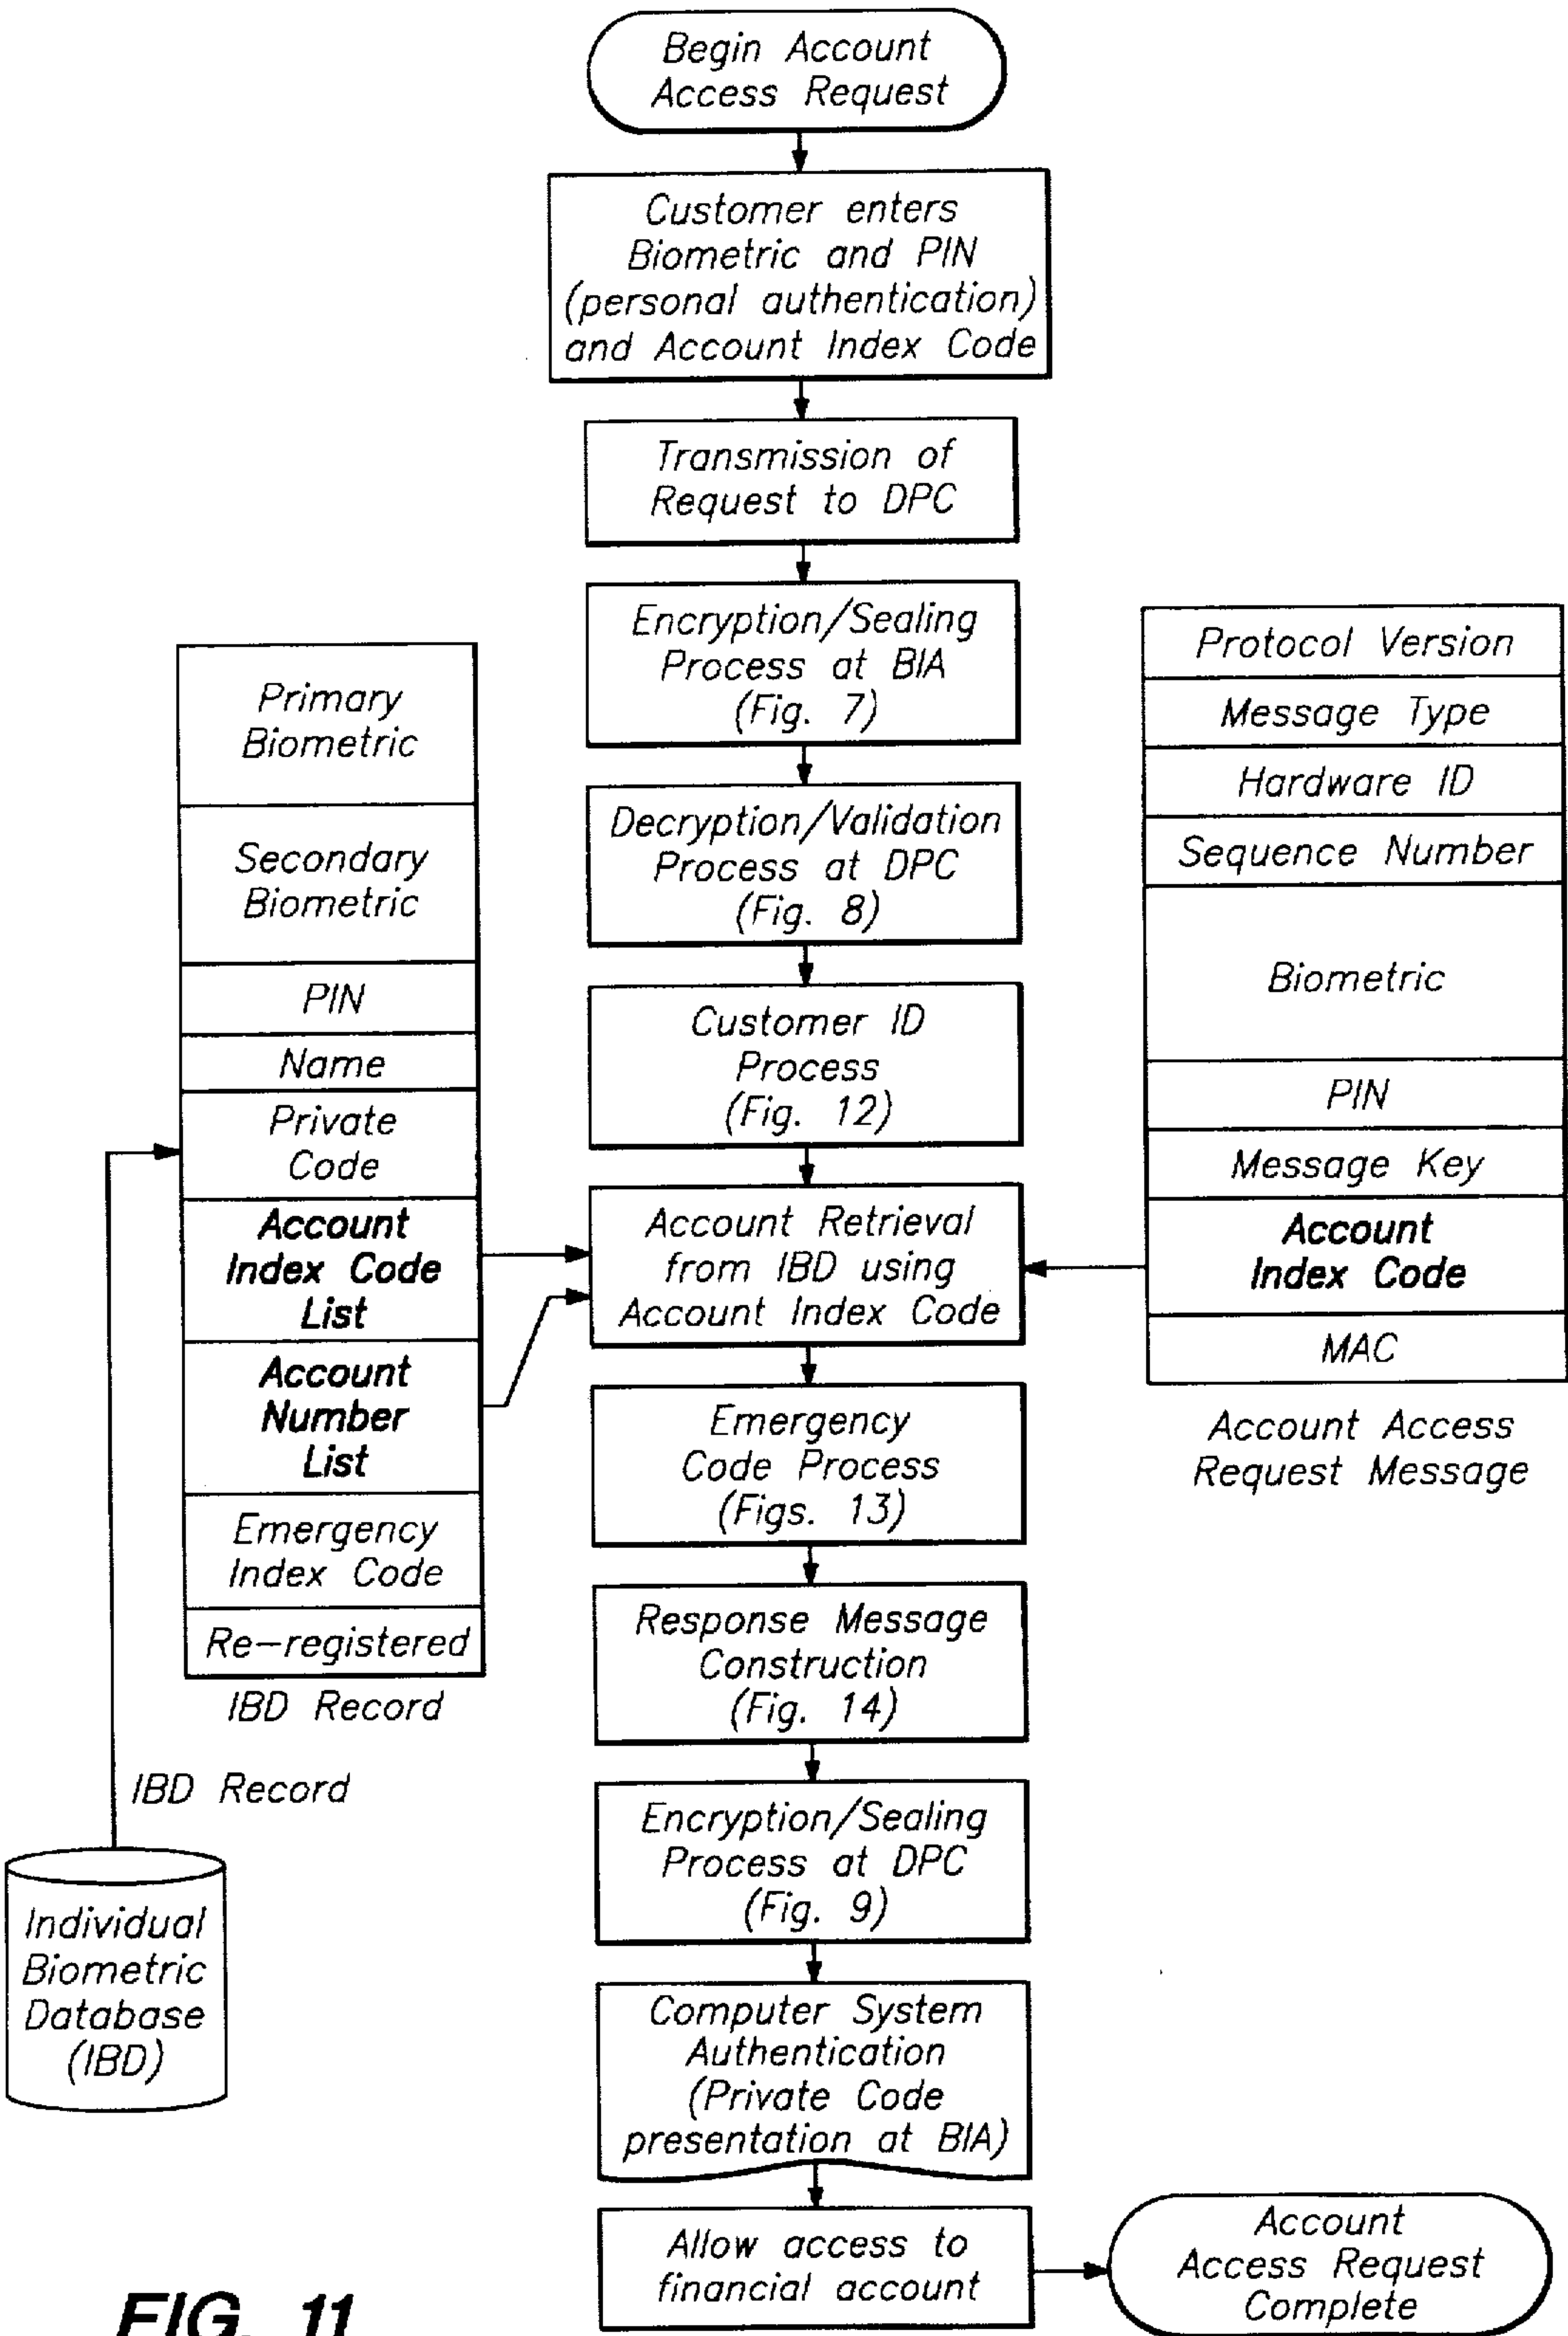 Begin Account
Access Request
Customer enters
Biometric and PIN
(personal authentication)
and Account Index Code
Transmission of
Request to DPC
Encryption/Sealing
Process at BIA
(Fig. 7)
Decryption/Validation
Process at DPC
(Fig. 8)
Customer ID
Process
(Fig. 12)
Account Retrieval
from IBD using
Account Index Code
Emergency
Code Process
(Figs. 13)
Response Message
Construction
(Fig. 14)
Encryption/Sealing
Process at DPC
(Fig. 9)
Computer System
Authentication
(Private Code
presentation at BIA)
Allow access to
financial account
Account
Access Request
Complete
Primary
Biometric
Secondary
Biometric
PIN
Name
Private
Code
Account
Index Code
List
Account
Number
List
Emergency
Index Code
Re-registered
IBD Record
IBD Record
Individual
Biometric
Database
(IBD)
Protocol Version
Message Type
Hardware ID
Sequence Number
Biometric
PIN
Message Key
Account
Index Code
MAC
Account Access
Request Message
FIG. 11